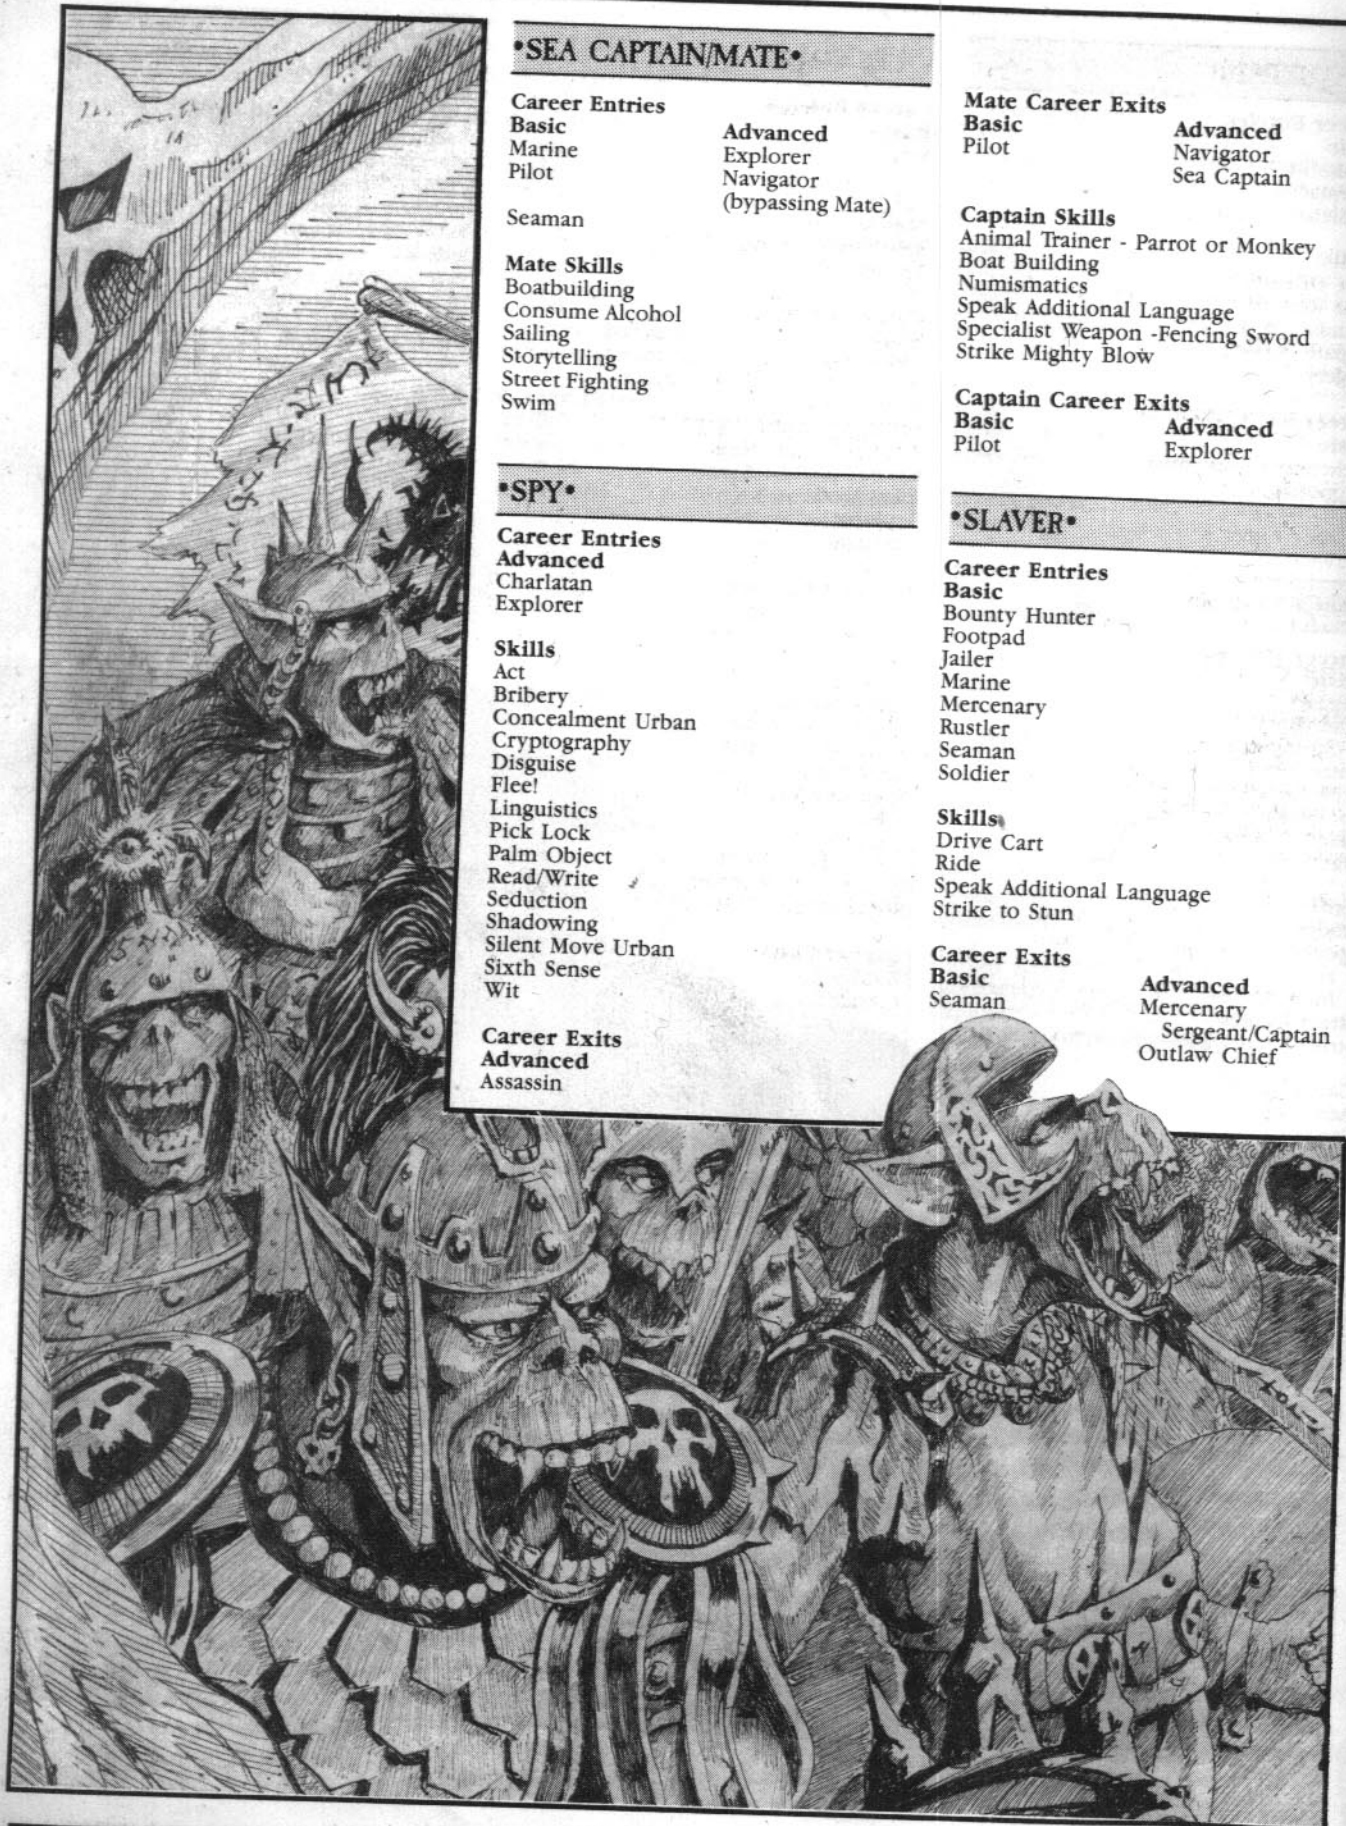 •SEA CAPTAIN/MATE•
Career Entries
Basic
Marine
Pilot
Seaman
Advanced
Explorer
Navigator
(bypassing Mate)
Mate Skills
Boatbuilding
Consume Alcohol
Sailing
Storytelling
Street Fighting
Swim
•SPY•
Career Entries
Advanced
Charlatan
Explorer
Skills
Act
Bribery
Concealment Urban
Cryptography
Disguise
Flee!
Linguistics
Pick Lock
Palm Object
Read/Write
Seduction
Shadowing
Silent Move Urban
Sixth Sense
Wit
Career Exits
Advanced
Assassin
Mate Career Exits
Basic
Pilot
Advanced
Navigator
Sea Captain
Captain Skills
Animal Trainer - Parrot or Monkey
Boat Building
Numismatics
Speak Additional Language
Specialist Weapon -Fencing Sword
Strike Mighty Blow
Captain Career Exits
Basic
Pilot
Advanced
Explorer
•SLAVER•
Career Entries
Basic
Bounty Hunter
Footpad
Jailer
Marine
Mercenary
Rustler
Seaman
Soldier
Skills
Drive Cart
Ride
Speak Additional Language
Strike to Stun
Career Exits
Basic
Seaman
Advanced
Mercenary
Sergeant/Captain
Outlaw Chief